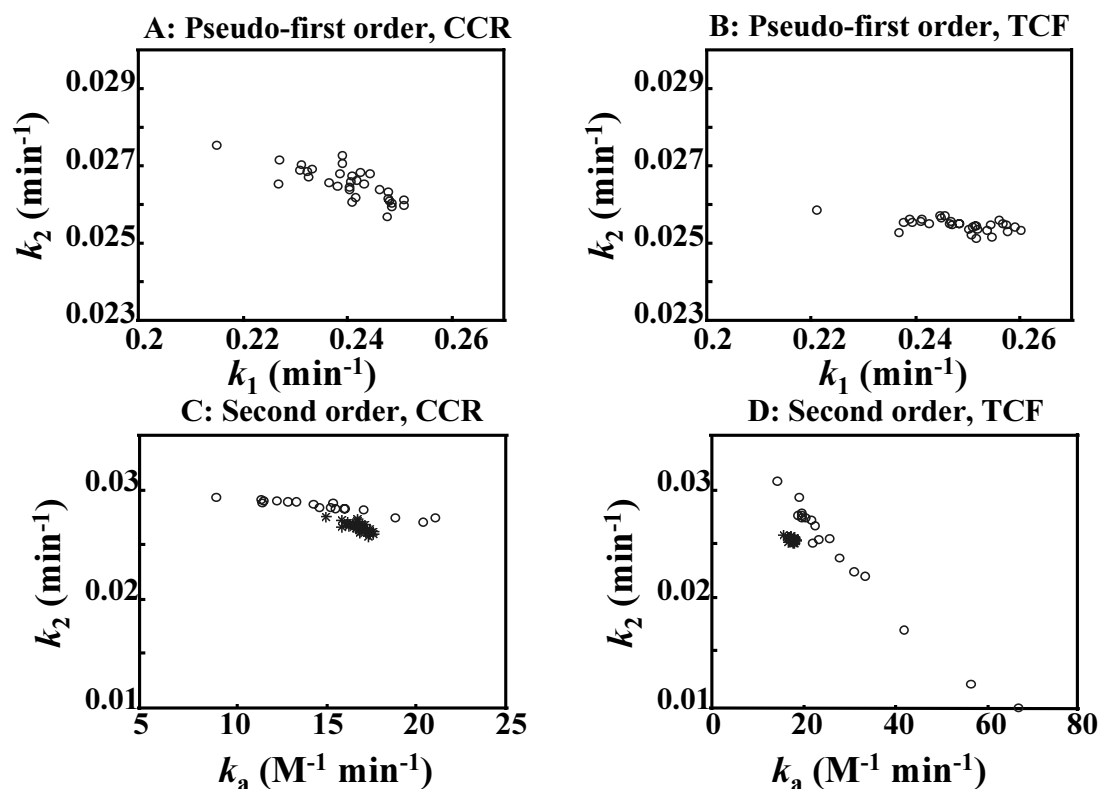 A: Pseudo-first order, CCR
0.029
0.027
0.025
0.023
k₂ (min⁻¹)
0.2 0.22 0.24 0.26
k₁ (min⁻¹)
B: Pseudo-first order, TCF
0.029
0.027
0.025
0.023
k₂ (min⁻¹)
0.2 0.22 0.24 0.26
k₁ (min⁻¹)
C: Second order, CCR
0.03
0.02
0.01
k₂ (min⁻¹)
5 10 15 20 25
kₐ (M⁻¹ min⁻¹)
D: Second order, TCF
0.03
0.02
0.01
k₂ (min⁻¹)
0 20 40 60 80
kₐ (M⁻¹ min⁻¹)